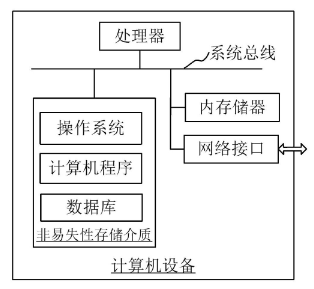 处理器
系统总线
操作系统
内存储器
网络接口
计算机程序
数据库
非易失性存储介质
计算机设备